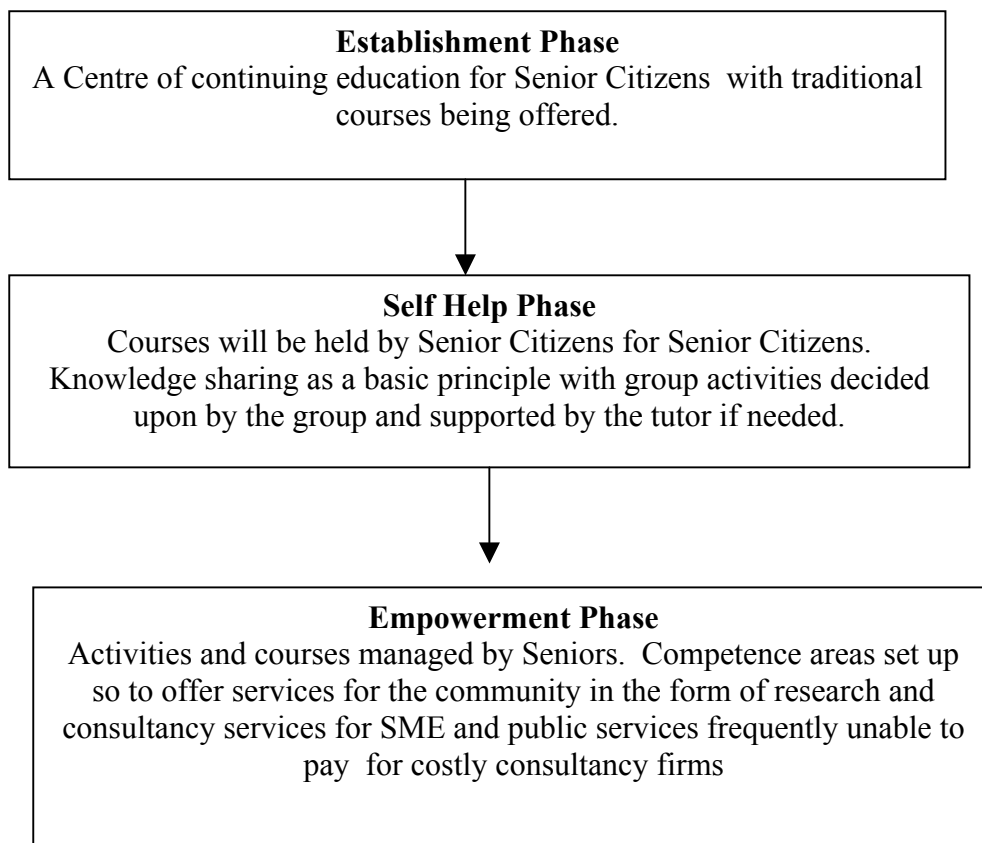 Establishment Phase
A Centre of continuing education for Senior Citizens  with traditional
courses being offered.
Self Help Phase
Courses will be held by Senior Citizens for Senior Citizens.
Knowledge sharing as a basic principle with group activities decided
upon by the group and supported by the tutor if needed.
Empowerment Phase
Activities and courses managed by Seniors.  Competence areas set up
so to offer services for the community in the form of research and
consultancy services for SME and public services frequently unable to
pay  for costly consultancy firms